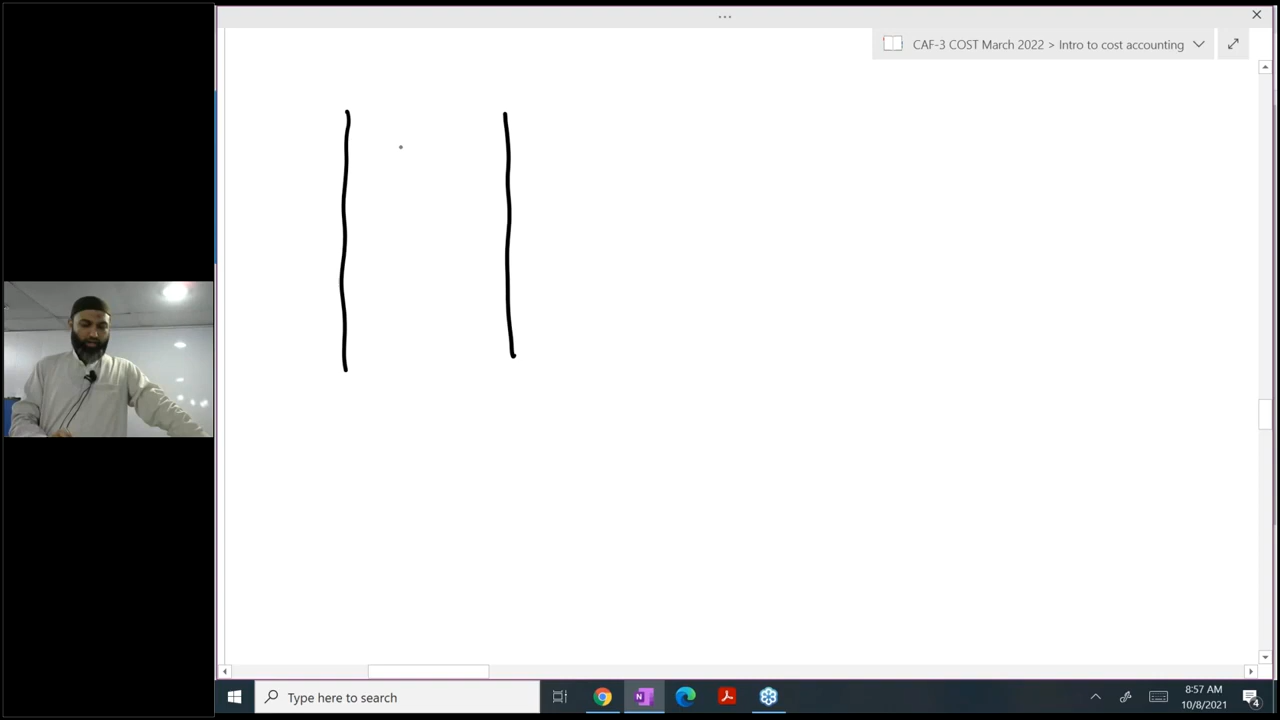 CAF-3 COST March 2022 > Intro to cost accounting
Type here to search
8:57 AM
10/8/2021
4